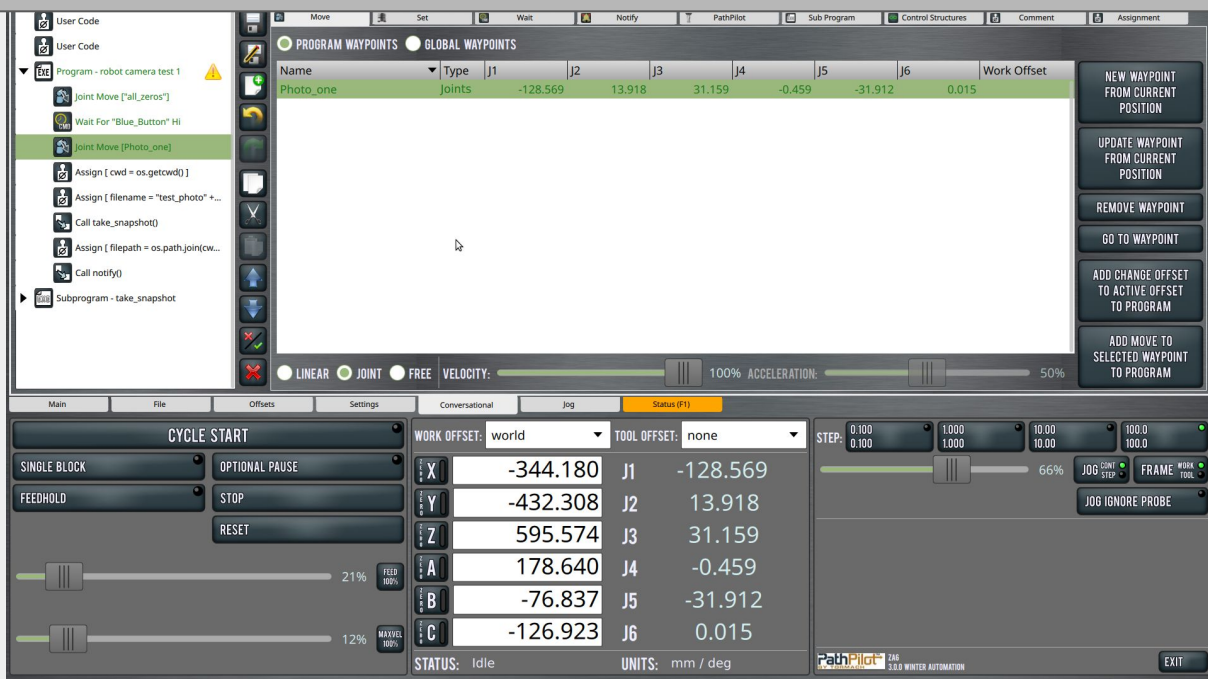 User Code
Move
Set
Wait
Notify
PathPilot
Sub Program
Control Structures
Comment
Assignment
User Code
PROGRAM WAYPOINTS
GLOBAL WAYPOINTS
Program - robot camera test 1
Name Type J1 J2 J3 J4 J5 J6 Work Offset
Photo_one Joints -128.569 13.918 31.159 -0.459 -31.912 0.015
NEW WAYPOINT
FROM CURRENT
POSITION
Joint Move ["all_zeros"]
Wait For "Blue_Button" Hi
Joint Move [Photo_one]
Assign [ cwd = os.getcwd() ]
Assign [ filename = "test_photo" +...
Call take_snapshot()
Assign [ filepath = os.path.join(cw...
Call notify()
Subprogram - take_snapshot
UPDATE WAYPOINT
FROM CURRENT
POSITION
REMOVE WAYPOINT
GO TO WAYPOINT
ADD CHANGE OFFSET
TO ACTIVE OFFSET
TO PROGRAM
ADD MOVE TO
SELECTED WAYPOINT
TO PROGRAM
LINEAR JOINT FREE VELOCITY: 100% ACCELERATION: 50%
Main File Offsets Settings Conversational Jog Status (F1)
CYCLE START
SINGLE BLOCK OPTIONAL PAUSE
FEEDHOLD STOP
RESET
21% FEED
100%
12% MAXVEL
100%
WORK OFFSET: world TOOL OFFSET: none
ZERO X -344.180 J1 -128.569
ZERO Y -432.308 J2 13.918
ZERO Z 595.574 J3 31.159
ZERO A 178.640 J4 -0.459
ZERO B -76.837 J5 -31.912
ZERO C -126.923 J6 0.015
STATUS: Idle UNITS: mm / deg
STEP: 0.100 1.000 10.00 100.0
0.100 1.000 10.00 100.0
66% JOG CONT STEP FRAME WORK TOOL
JOG IGNORE PROBE
PathPilot
BY TORMACH
ZA6
3.0.0 WINTER AUTOMATION
EXIT